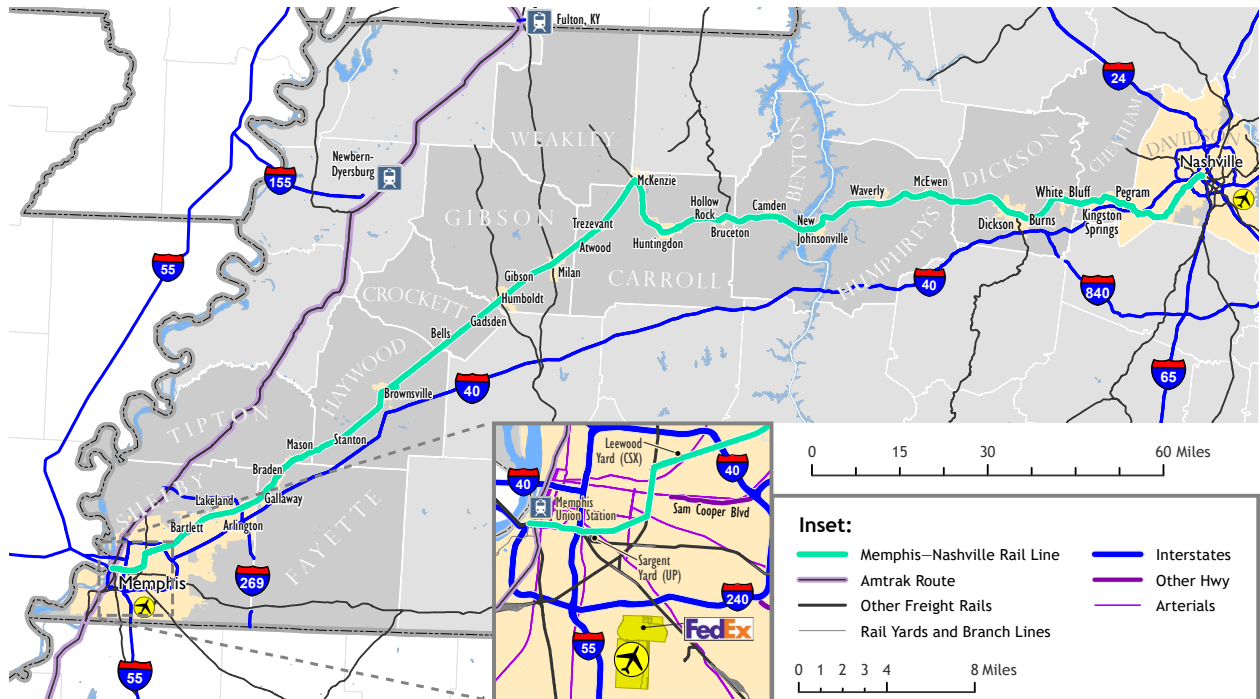 Fulton, KY
24
WEAKLEY
BENTON
DICKSON
CHEATHAM
DAVIDSON
Nashville
155
Newbern-
Dyersburg
McKenzie
GIBSON
Trezevant
Atwood
Huntingdon
Hollow
Rock
Bruceton
Camden
New
Johnsonville
Waverly
McEwen
Dickson
White Bluff
Burns
Kingston
Springs
Pegram
HUMPHREYS
55
Gibson
Milan
CARROLL
40
840
CROCKETT
Humboldt
Gadsden
Bells
HAYWOOD
40
65
Brownsville
TIPTON
Mason
Stanton
Braden
Gallaway
SHELBY
Lakeland
Bartlett
Arlington
FAYETTE
Memphis
269
55
Leewood
Yard (CSX)
40
40
Memphis
Union Station
Sam Cooper Blvd
Sargent
Yard (UP)
240
FedEx
55
0 15 30 60 Miles
Inset:
Memphis–Nashville Rail Line
Amtrak Route
Other Freight Rails
Rail Yards and Branch Lines
Interstates
Other Hwy
Arterials
0 1 2 3 4 8 Miles